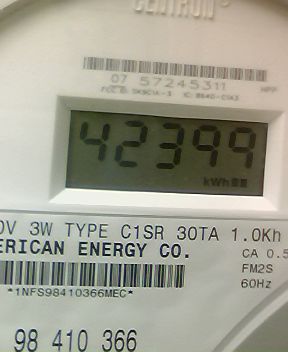 CENTRON
07 57245311
42399
kWh
0V 3W TYPE C1SR 30TA 1.0Kh
ERICAN ENERGY CO.
CA 0.5
FM2S
60Hz
*1NFS98410366MEC*
98 410 366